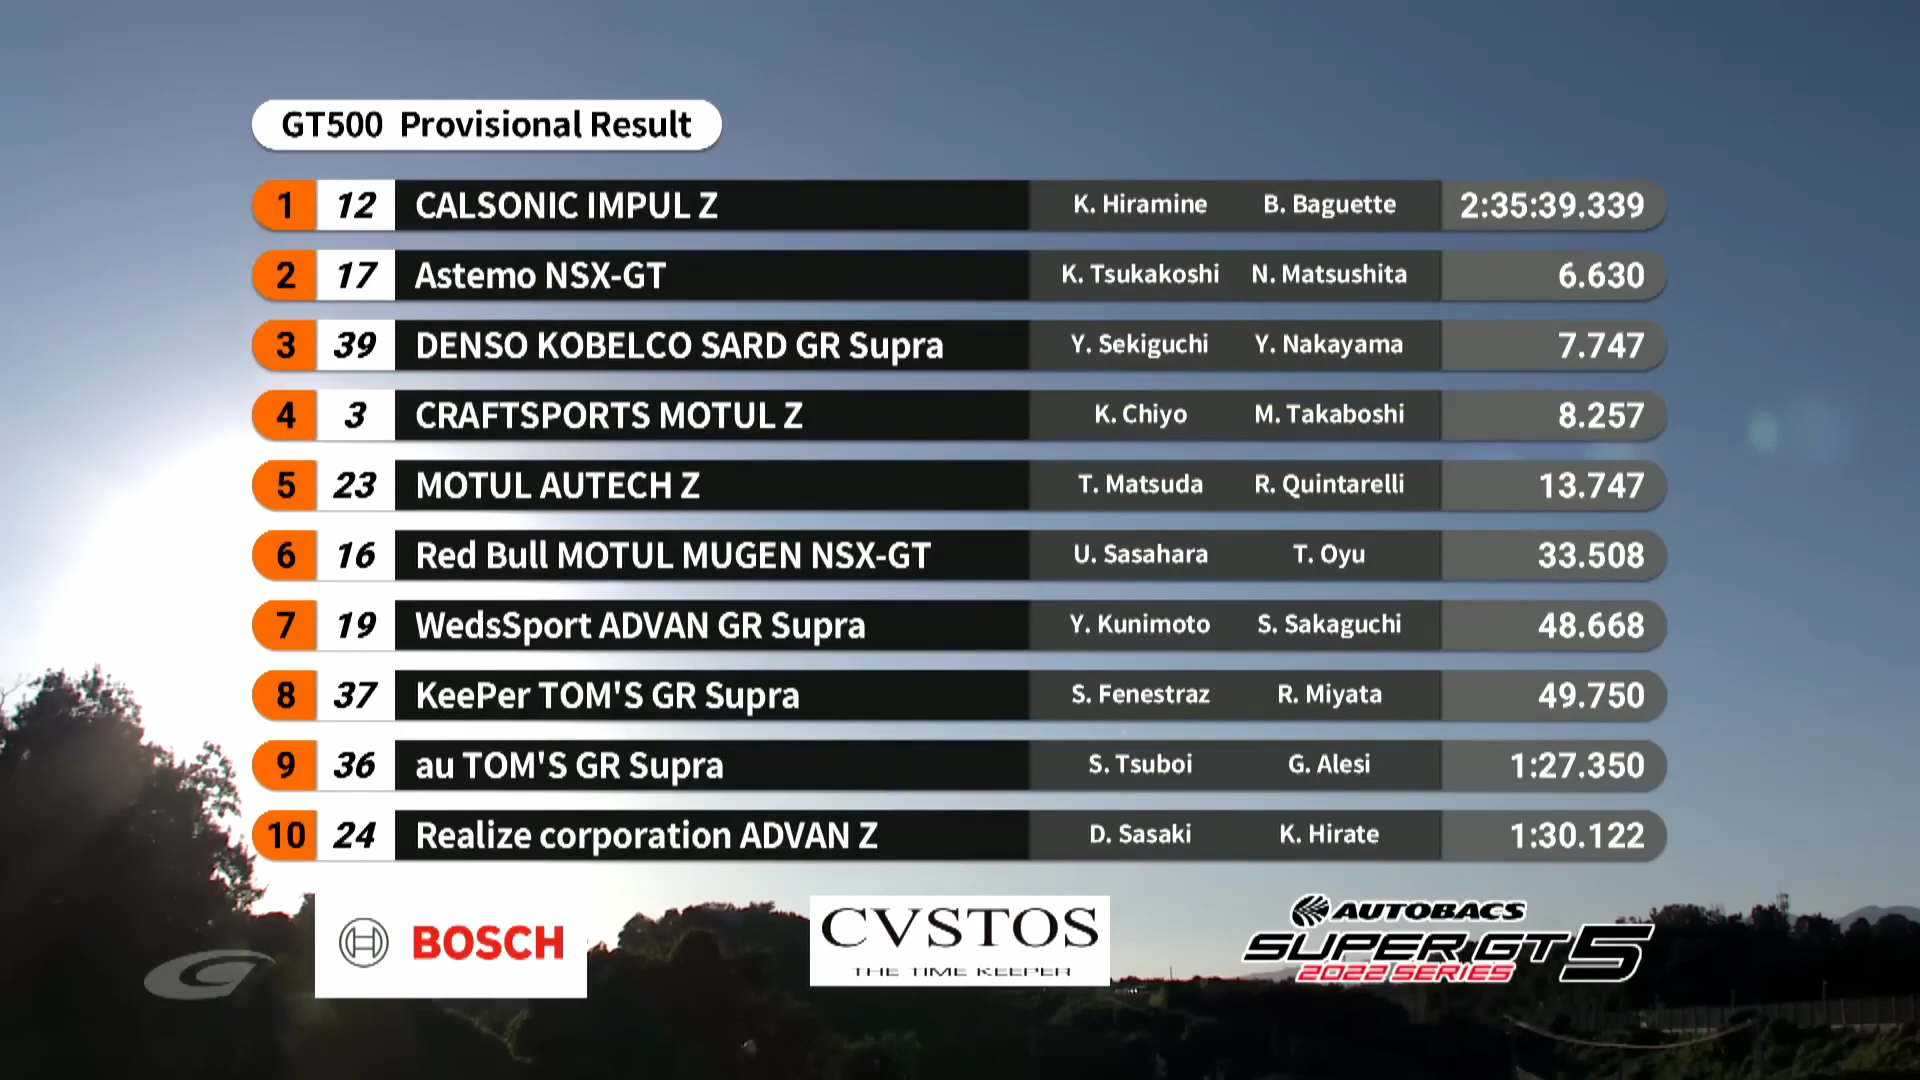 GT500 Provisional Result
1 12 CALSONIC IMPUL Z K. Hiramine B. Baguette 2:35:39.339
2 17 Astemo NSX-GT K. Tsukakoshi N. Matsushita 6.630
3 39 DENSO KOBELCO SARD GR Supra Y. Sekiguchi Y. Nakayama 7.747
4 3 CRAFTSPORTS MOTUL Z K. Chiyo M. Takaboshi 8.257
5 23 MOTUL AUTECH Z T. Matsuda R. Quintarelli 13.747
6 16 Red Bull MOTUL MUGEN NSX-GT U. Sasahara T. Oyu 33.508
7 19 WedsSport ADVAN GR Supra Y. Kunimoto S. Sakaguchi 48.668
8 37 KeePer TOM'S GR Supra S. Fenestraz R. Miyata 49.750
9 36 au TOM'S GR Supra S. Tsuboi G. Alesi 1:27.350
10 24 Realize corporation ADVAN Z D. Sasaki K. Hirate 1:30.122
BOSCH
CVSTOS
THE TIME KEEPER
AUTOBACS
SUPER GT 5
2022 SERIES